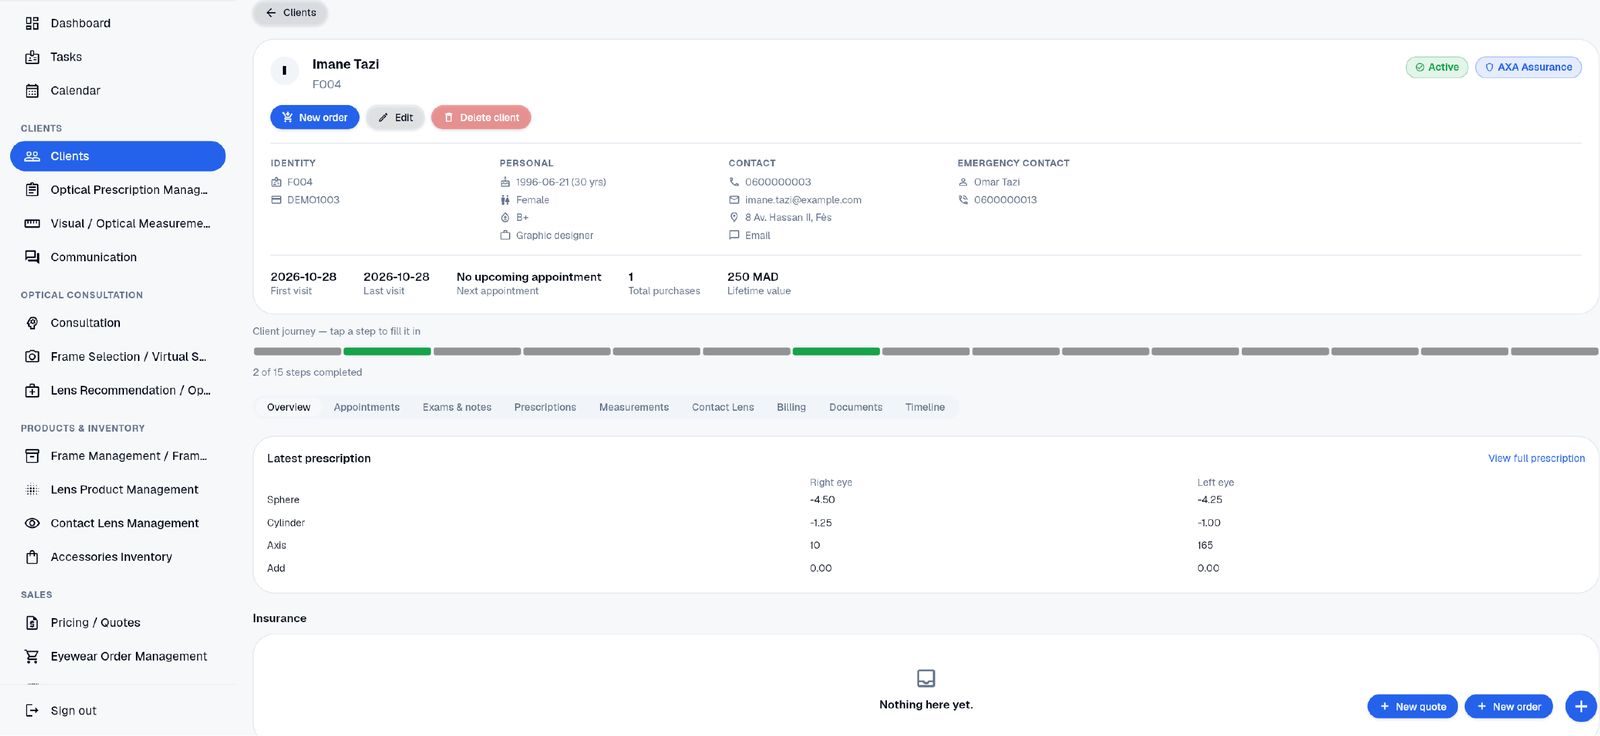 Dashboard
Tasks
Calendar
CLIENTS
Clients
Optical Prescription Manag...
Visual / Optical Measureme...
Communication
OPTICAL CONSULTATION
Consultation
Frame Selection / Virtual S...
Lens Recommendation / Op...
PRODUCTS & INVENTORY
Frame Management / Fram...
Lens Product Management
Contact Lens Management
Accessories Inventory
SALES
Pricing / Quotes
Eyewear Order Management
Sign out
Clients
I
Imane Tazi
F004
Active
AXA Assurance
New order
Edit
Delete client
IDENTITY
F004
DEMO1003
PERSONAL
1996-06-21 (30 yrs)
Female
B+
Graphic designer
CONTACT
0600000003
imane.tazi@example.com
8 Av. Hassan II, Fès
Email
EMERGENCY CONTACT
Omar Tazi
0600000013
2026-10-28
First visit
2026-10-28
Last visit
No upcoming appointment
Next appointment
1
Total purchases
250 MAD
Lifetime value
Client journey — tap a step to fill it in
2 of 15 steps completed
Overview
Appointments
Exams & notes
Prescriptions
Measurements
Contact Lens
Billing
Documents
Timeline
Latest prescription
View full prescription
Right eye Left eye
Sphere -4.50 -4.25
Cylinder -1.25 -1.00
Axis 10 165
Add 0.00 0.00
Insurance
Nothing here yet.
+ New quote
+ New order
+